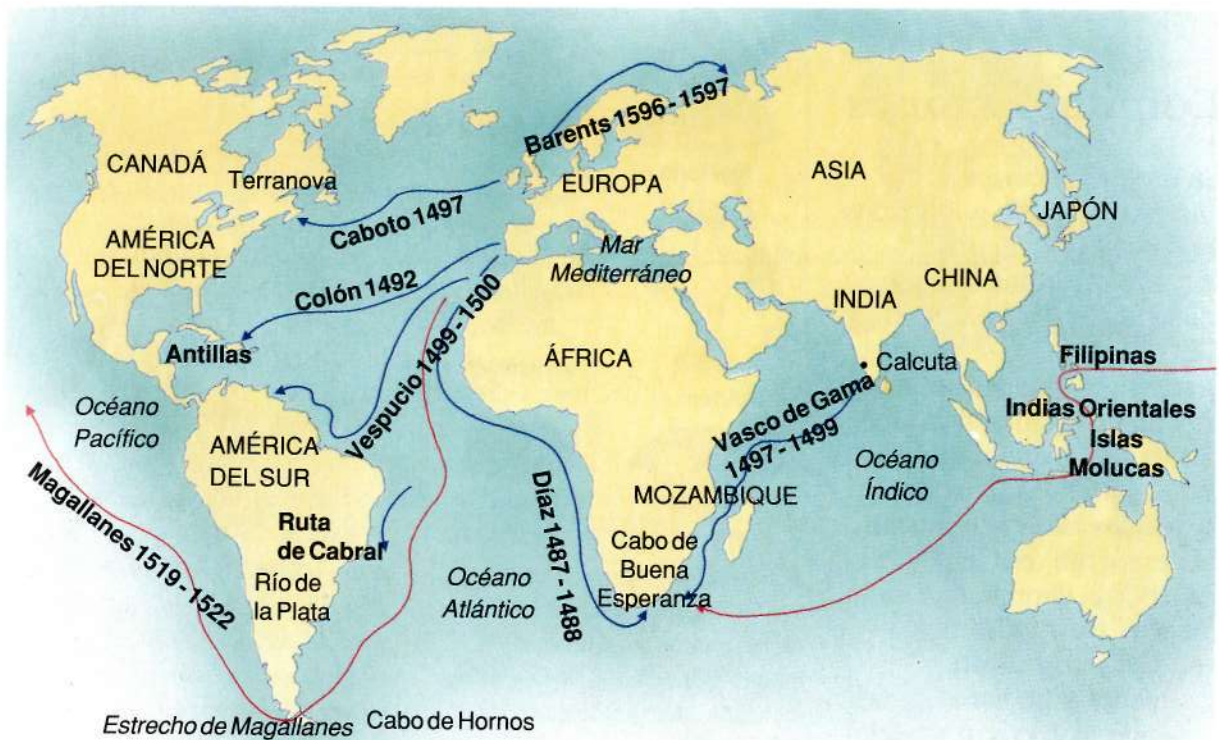 Barents 1596 - 1597
CANADÁ
Terranova
EUROPA
ASIA
Caboto 1497
JAPÓN
AMÉRICA
DEL NORTE
Mar
Mediterráneo
CHINA
Colón 1492
INDIA
Antillas
Vespucio 1499 - 1500
ÁFRICA
Calcuta
Filipinas
Océano
Pacífico
Indias Orientales
Islas
Molucas
AMÉRICA
DEL SUR
Vasco de Gama
1497 - 1499
Océano
Índico
Magallanes 1519 - 1522
Díaz 1487 - 1488
MOZAMBIQUE
Ruta
de Cabral
Cabo de
Buena
Esperanza
Río de
la Plata
Océano
Atlántico
Estrecho de Magallanes
Cabo de Hornos